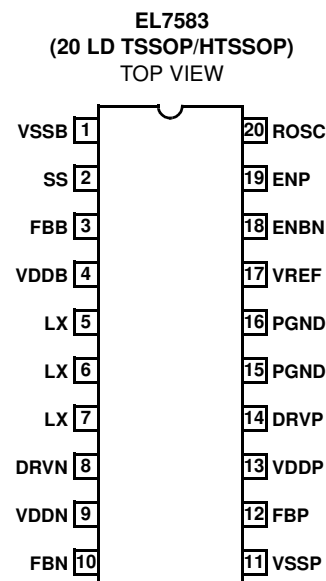 EL7583
(20 LD TSSOP/HTSSOP)
TOP VIEW
VSSB 1 20 ROSC
SS 2 19 ENP
FBB 3 18 ENBN
VDDB 4 17 VREF
LX 5 16 PGND
LX 6 15 PGND
LX 7 14 DRVP
DRVN 8 13 VDDP
VDDN 9 12 FBP
FBN 10 11 VSSP